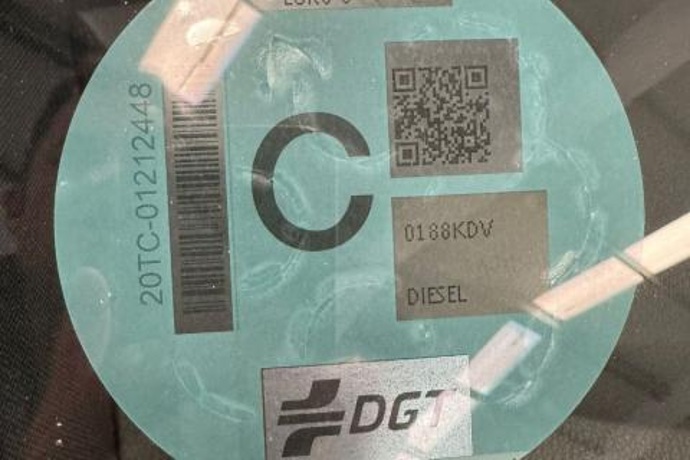 20TC-01212448
C
0188KDV
DIESEL
DGT